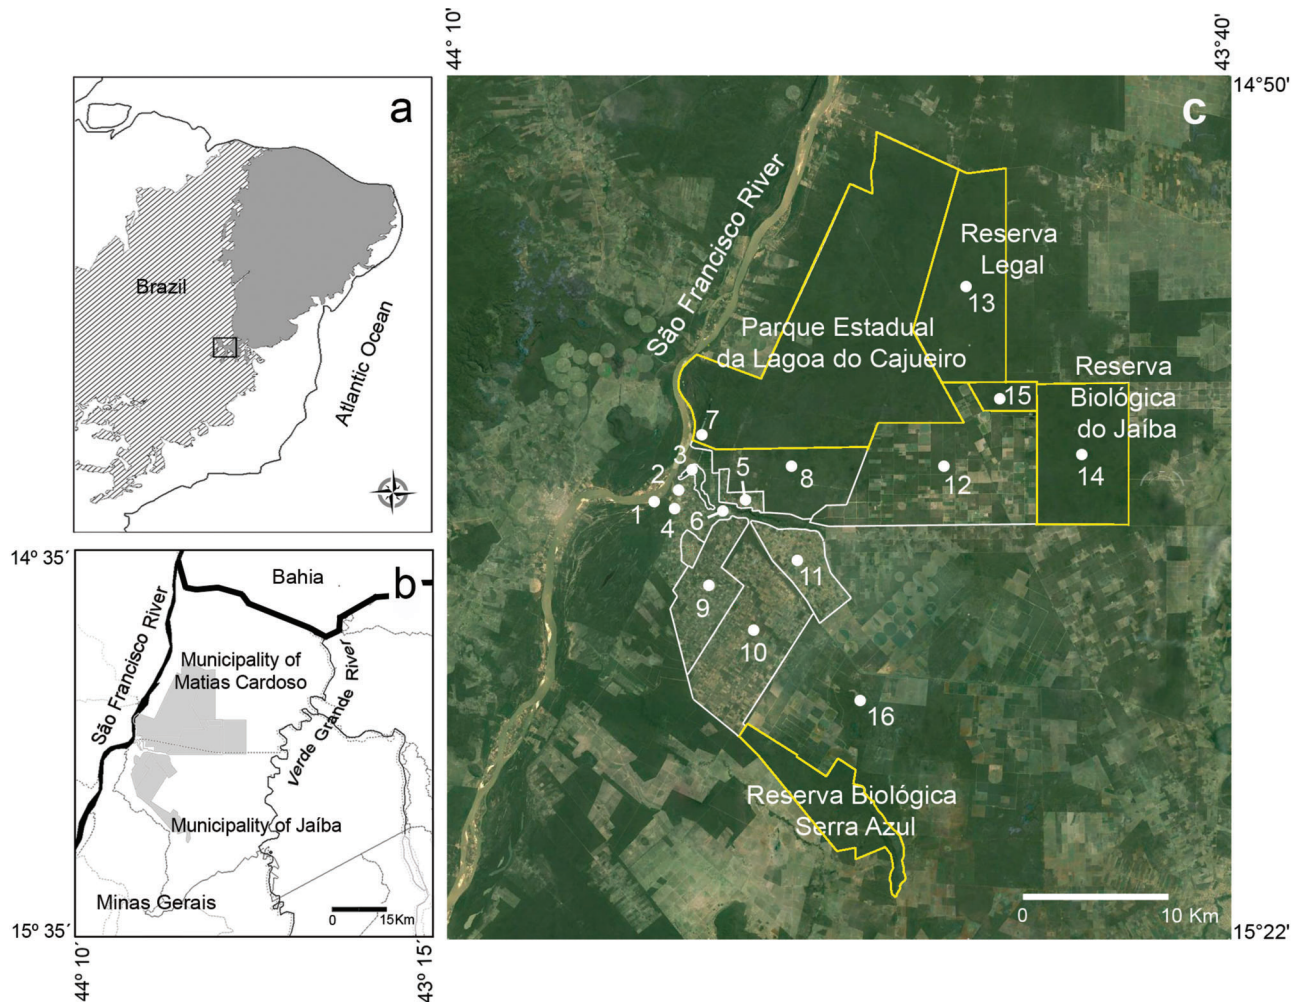 a
Brazil
Atlantic Ocean
14º 35'
b
Bahia
São Francisco River
Municipality of
Matias Cardoso
Verde Grande River
Municipality of Jaíba
Minas Gerais
15Km
15º 35'
44º 10'
43º 15'
44° 10'
43°40'
14°50'
c
São Francisco River
Reserva
Legal
13
Parque Estadual
da Lagoa do Cajueiro
Reserva
Biológica
do Jaíba
15
7
3
5
8
12
14
2
1
4
6
11
9
10
16
Reserva Biológica
Serra Azul
0
10 Km
15°22'